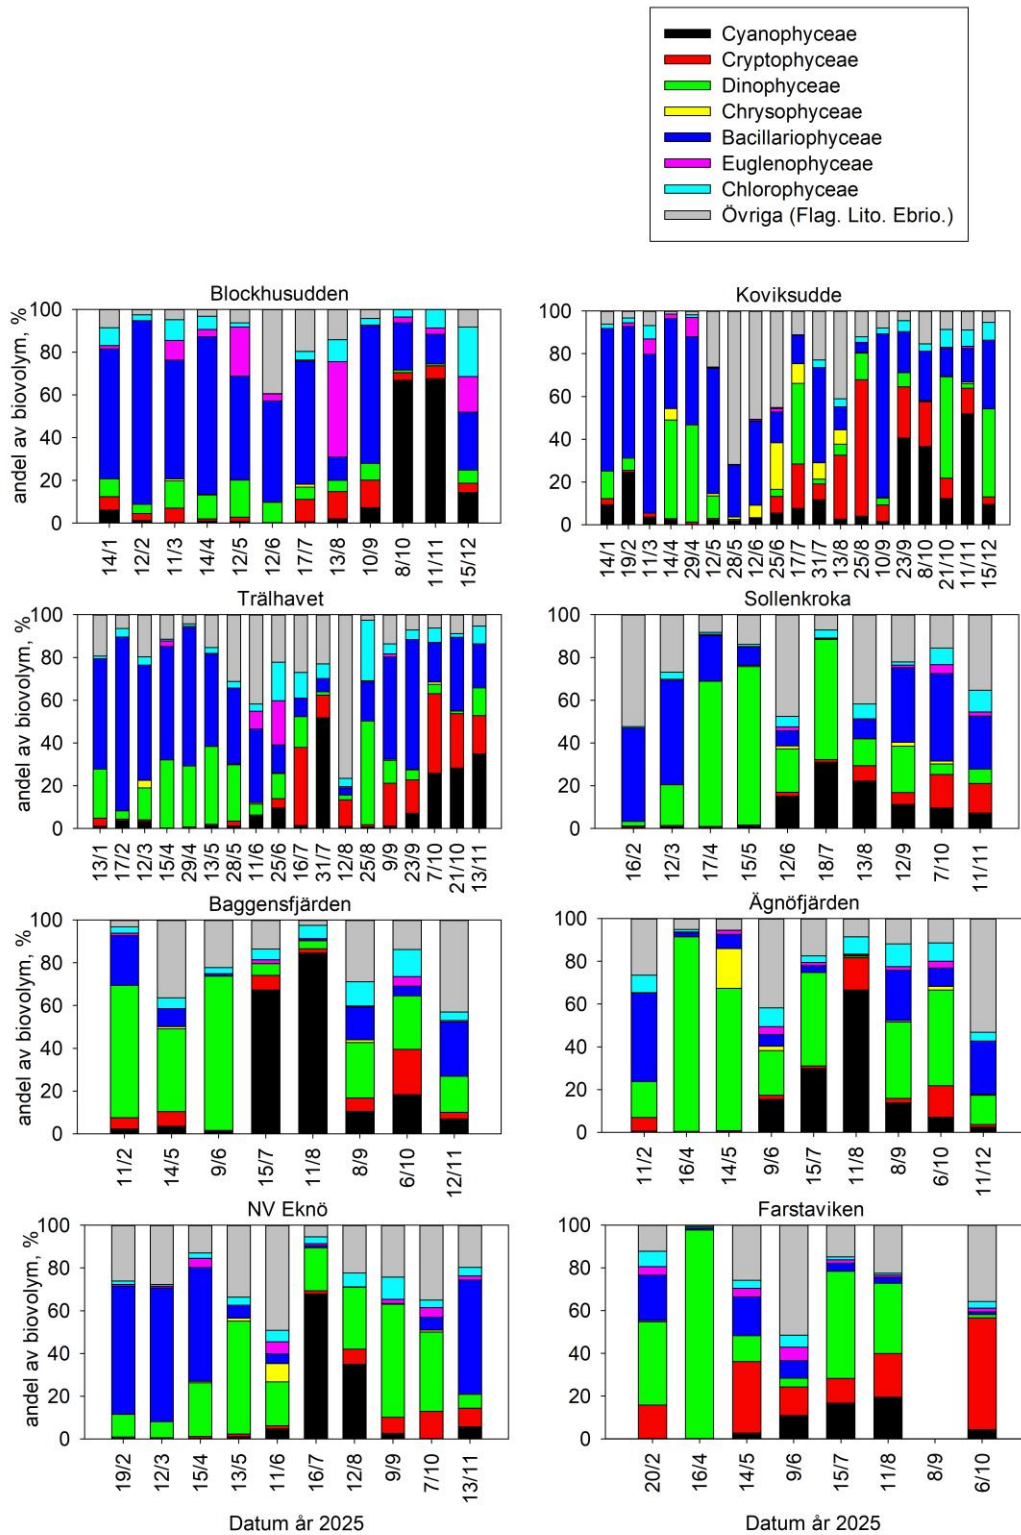 Cyanophyceae
Cryptophyceae
Dinophyceae
Chrysophyceae
Bacillariophyceae
Euglenophyceae
Chlorophyceae
Övriga (Flag. Lito. Ebrio.)
Blockhusudden
andel av biovolym, %
100
80
60
40
20
0
14/1 12/2 11/3 14/4 12/5 12/6 17/7 13/8 10/9 8/10 11/11 15/12
Koviksudde
100
80
60
40
20
0
14/1 19/2 11/3 14/4 29/4 12/5 28/5 12/6 25/6 17/7 31/7 13/8 25/8 10/9 23/9 8/10 21/10 11/11 15/12
Trälhavet
andel av biovolym, %
100
80
60
40
20
0
13/1 17/2 12/3 15/4 29/4 13/5 28/5 11/6 25/6 16/7 31/7 12/8 25/8 9/9 23/9 7/10 21/10 13/11
Sollenkroka
100
80
60
40
20
0
16/2 12/3 17/4 15/5 12/6 18/7 13/8 12/9 7/10 11/11
Baggensfjärden
andel av biovolym, %
100
80
60
40
20
0
11/2 14/5 9/6 15/7 11/8 8/9 6/10 12/11
Ägnöfjärden
100
80
60
40
20
0
11/2 16/4 14/5 9/6 15/7 11/8 8/9 6/10 11/12
NV Eknö
andel av biovolym, %
100
80
60
40
20
0
19/2 12/3 15/4 13/5 11/6 16/7 12/8 9/9 7/10 13/11
Datum år 2025
Farstaviken
100
80
60
40
20
0
20/2 16/4 14/5 9/6 15/7 11/8 8/9 6/10
Datum år 2025